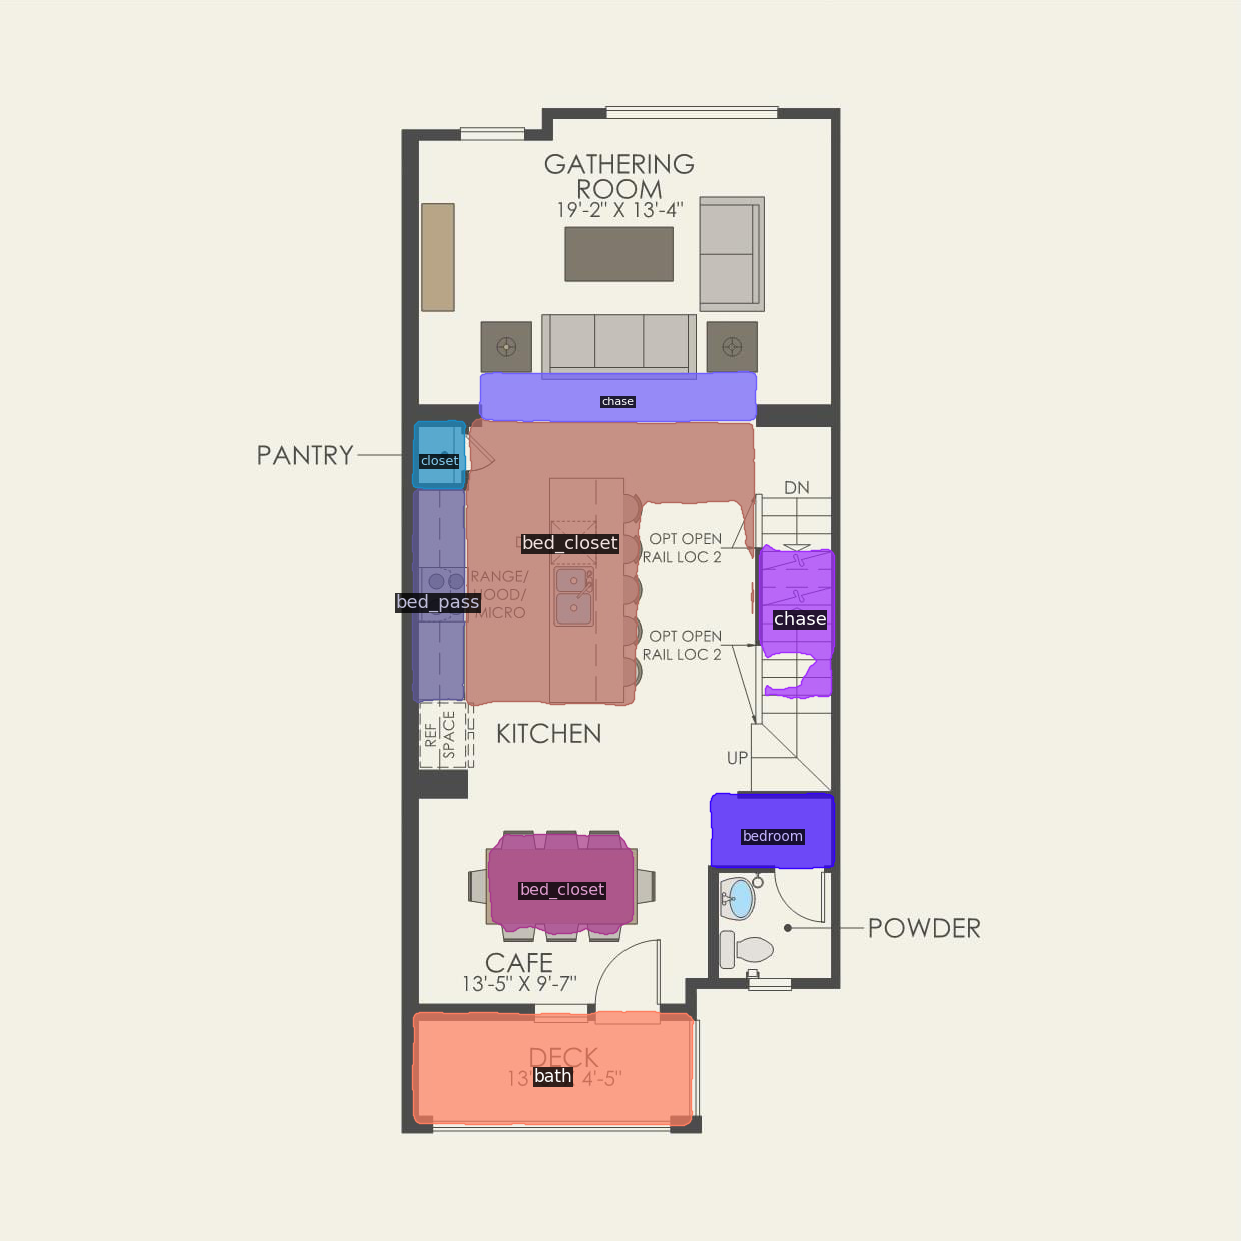 GATHERING
ROOM
19'-2" X 13'-4"
chase
PANTRY
closet
DN
OPT OPEN
RAIL LOC 2
bed_closet
RANGE/
HOOD/
MICRO
bed_pass
chase
OPT OPEN
RAIL LOC 2
REF
SPACE
KITCHEN
UP
bedroom
bed_closet
POWDER
CAFE
13'-5" X 9'-7"
DECK
13' 4'-5"
bath